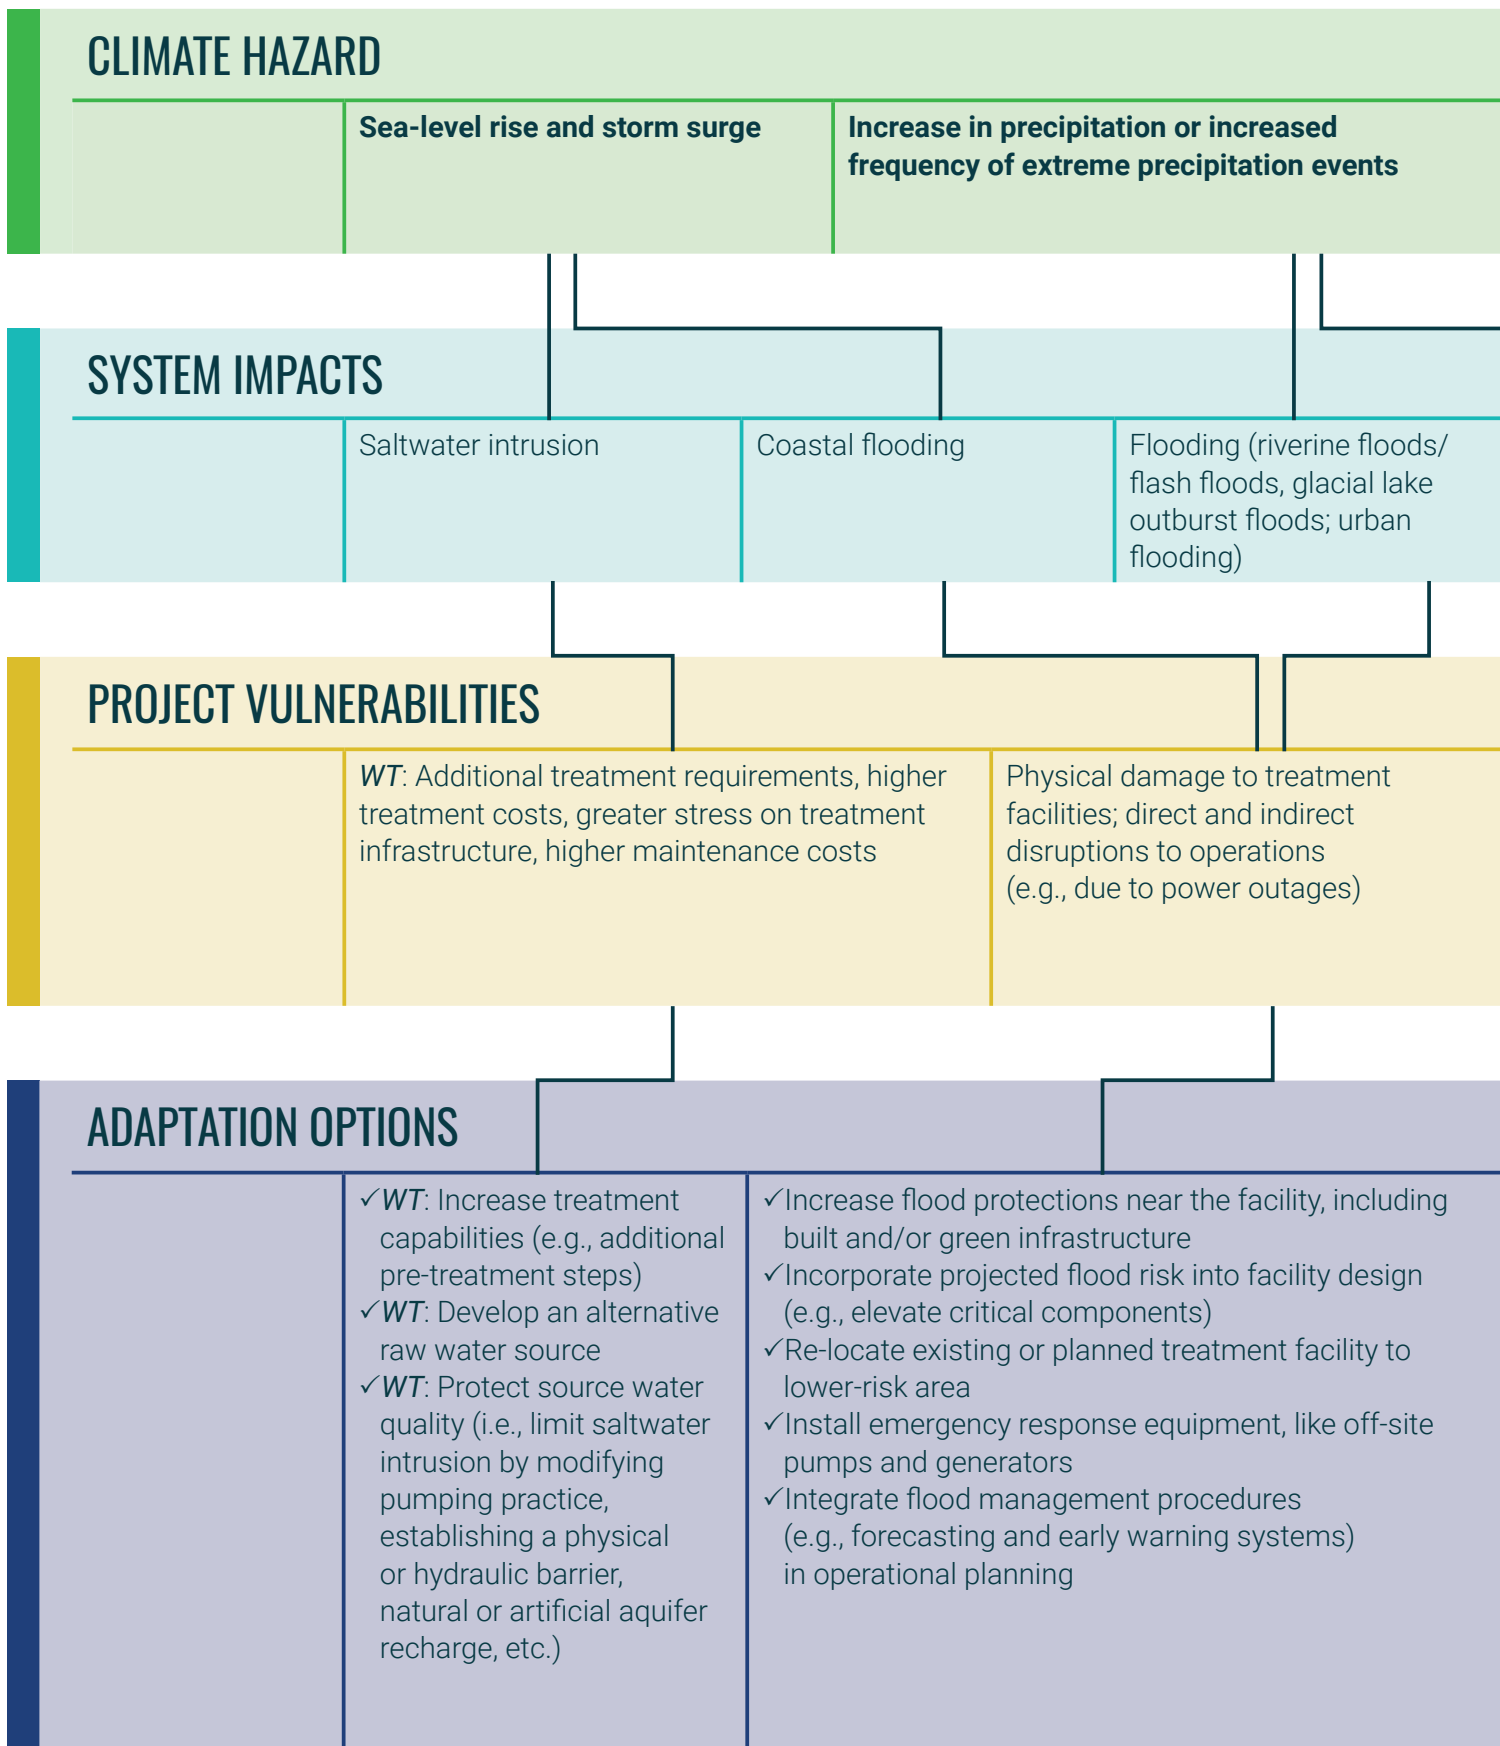 CLIMATE HAZARD
Sea-level rise and storm surge
Increase in precipitation or increased
frequency of extreme precipitation events
SYSTEM IMPACTS
Saltwater intrusion
Coastal flooding
Flooding (riverine floods/
flash floods, glacial lake
outburst floods; urban
flooding)
PROJECT VULNERABILITIES
WT: Additional treatment requirements, higher
treatment costs, greater stress on treatment
infrastructure, higher maintenance costs
Physical damage to treatment
facilities; direct and indirect
disruptions to operations
(e.g., due to power outages)
ADAPTATION OPTIONS
✓WT: Increase treatment
capabilities (e.g., additional
pre-treatment steps)
✓WT: Develop an alternative
raw water source
✓WT: Protect source water
quality (i.e., limit saltwater
intrusion by modifying
pumping practice,
establishing a physical
or hydraulic barrier,
natural or artificial aquifer
recharge, etc.)
✓Increase flood protections near the facility, including
built and/or green infrastructure
✓Incorporate projected flood risk into facility design
(e.g., elevate critical components)
✓Re-locate existing or planned treatment facility to
lower-risk area
✓Install emergency response equipment, like off-site
pumps and generators
✓Integrate flood management procedures
(e.g., forecasting and early warning systems)
in operational planning